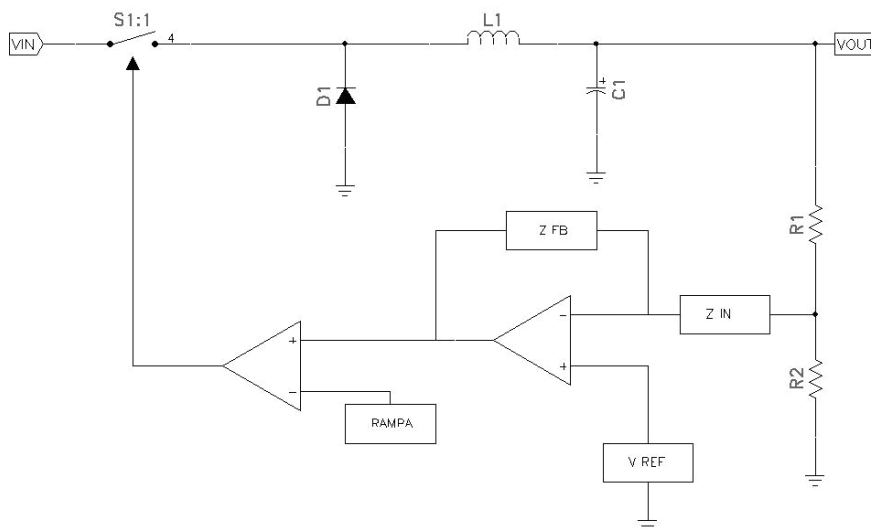 S1:1
L1
VIN
4
VOUT
D1
+
C1
R1
Z FB
-
Z IN
+
+
-
R2
RAMPA
V REF